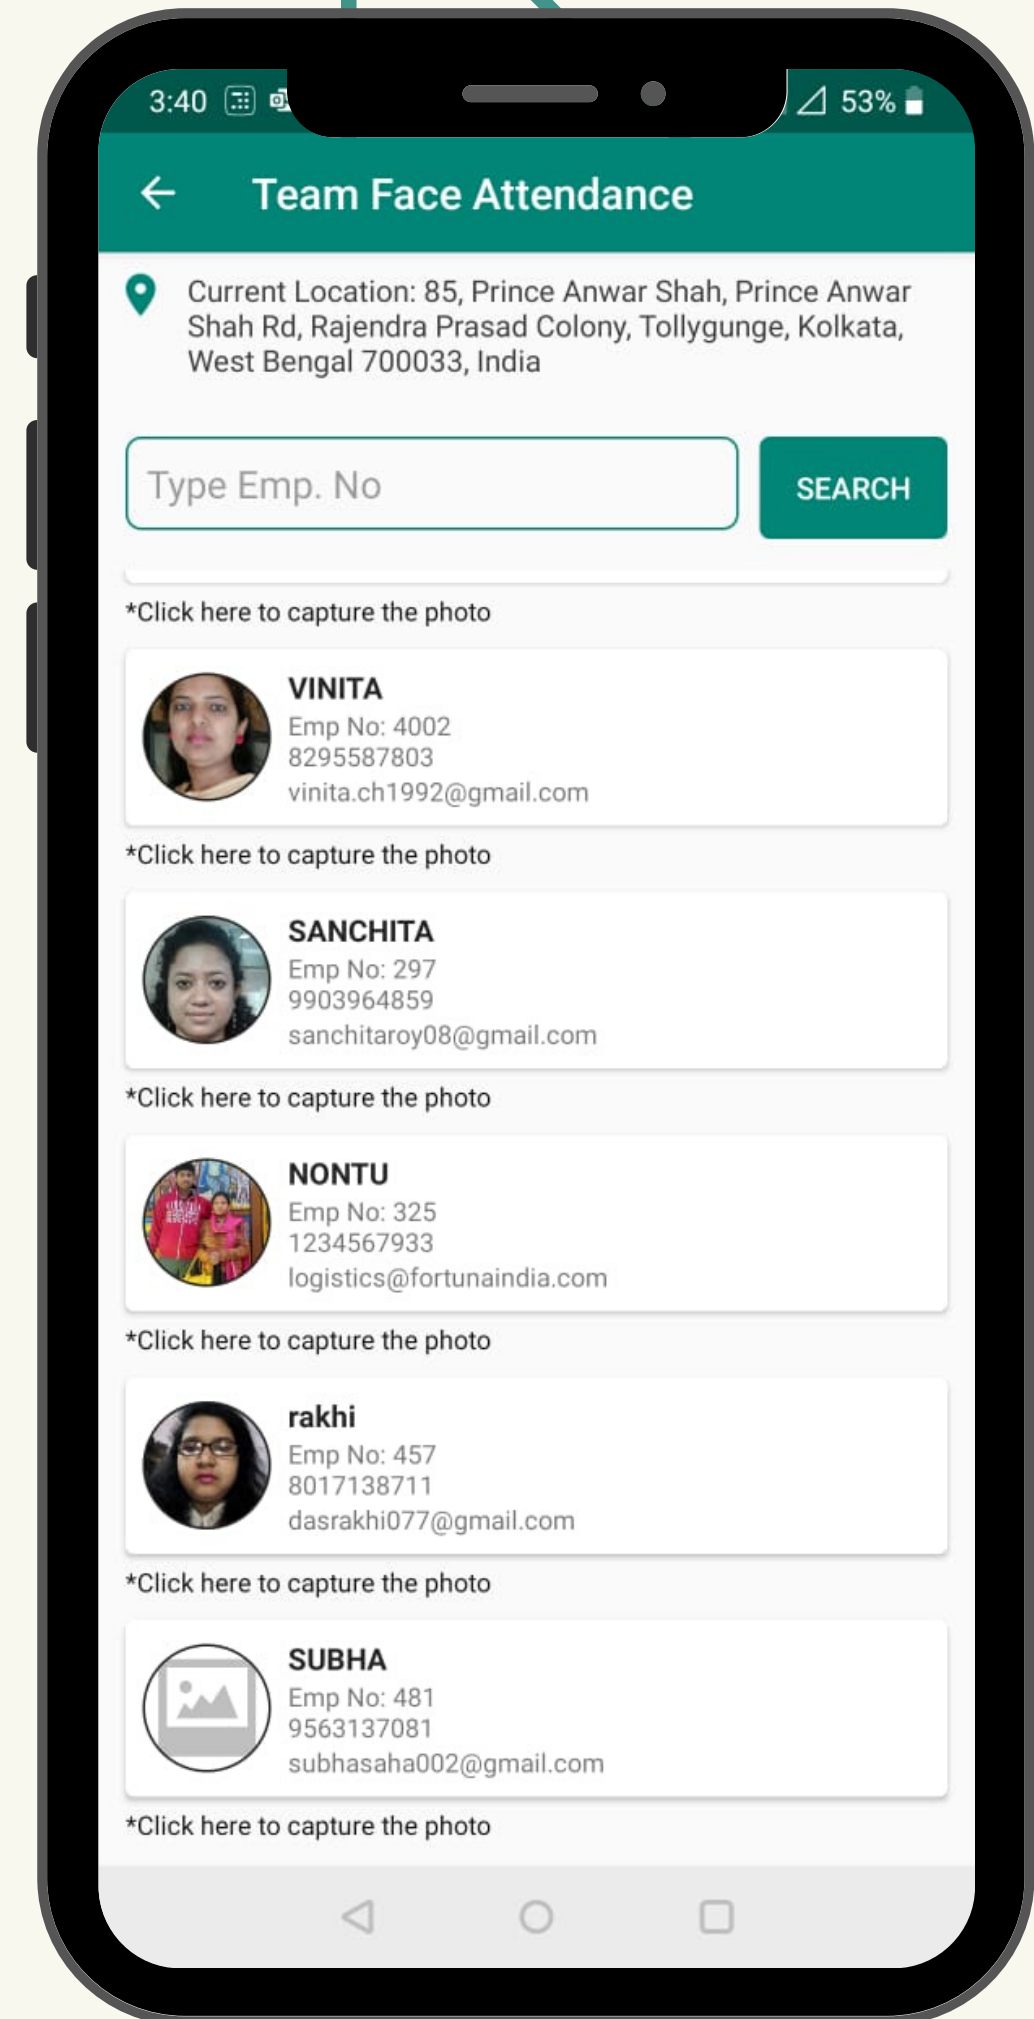 3:40
53%
Team Face Attendance
Current Location: 85, Prince Anwar Shah, Prince Anwar
Shah Rd, Rajendra Prasad Colony, Tollygunge, Kolkata,
West Bengal 700033, India
Type Emp. No
SEARCH
*Click here to capture the photo
VINITA
Emp No: 4002
8295587803
vinita.ch1992@gmail.com
*Click here to capture the photo
SANCHITA
Emp No: 297
9903964859
sanchitaroy08@gmail.com
*Click here to capture the photo
NONTU
Emp No: 325
1234567933
logistics@fortunaindia.com
*Click here to capture the photo
rakhi
Emp No: 457
8017138711
dasrakhi077@gmail.com
*Click here to capture the photo
SUBHA
Emp No: 481
9563137081
subhasaha002@gmail.com
*Click here to capture the photo